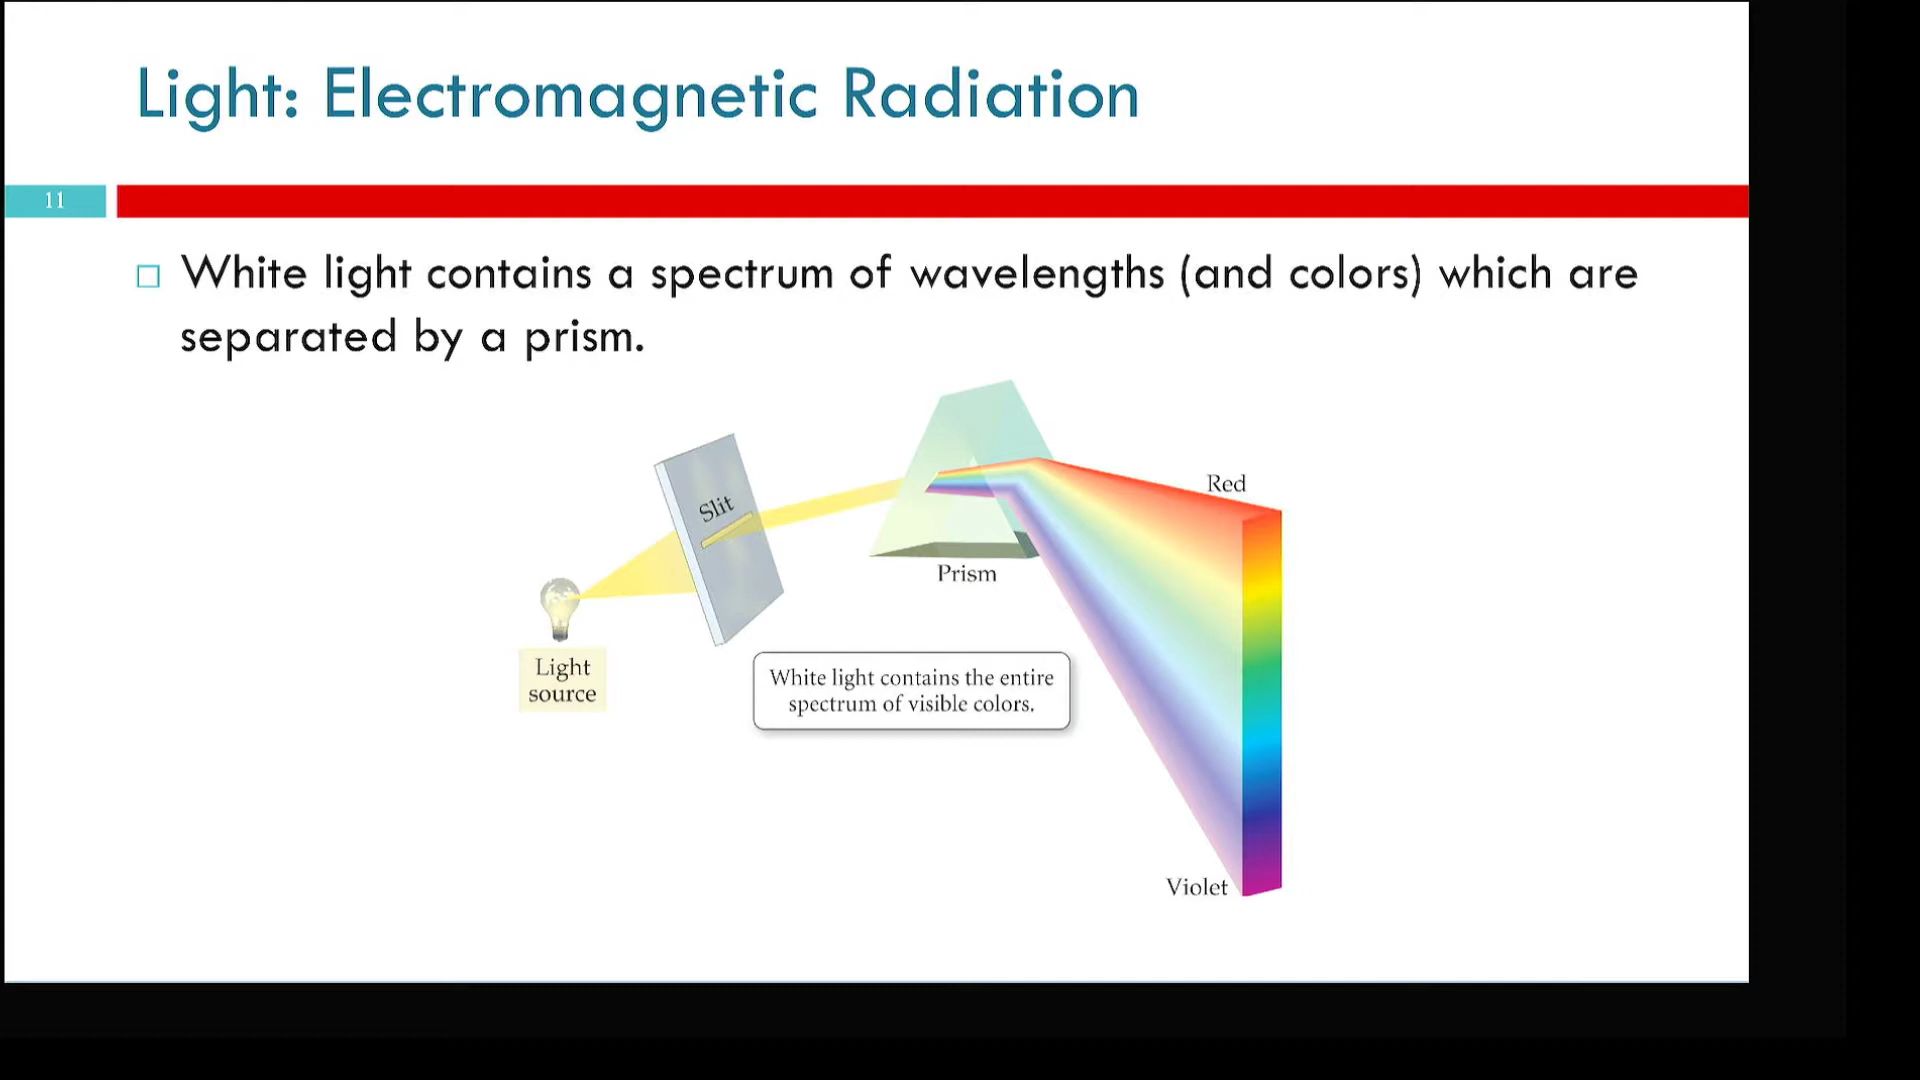 Light: Electromagnetic Radiation
11
White light contains a spectrum of wavelengths (and colors) which are
separated by a prism.
Slit
Red
Prism
Light
source
White light contains the entire
spectrum of visible colors.
Violet